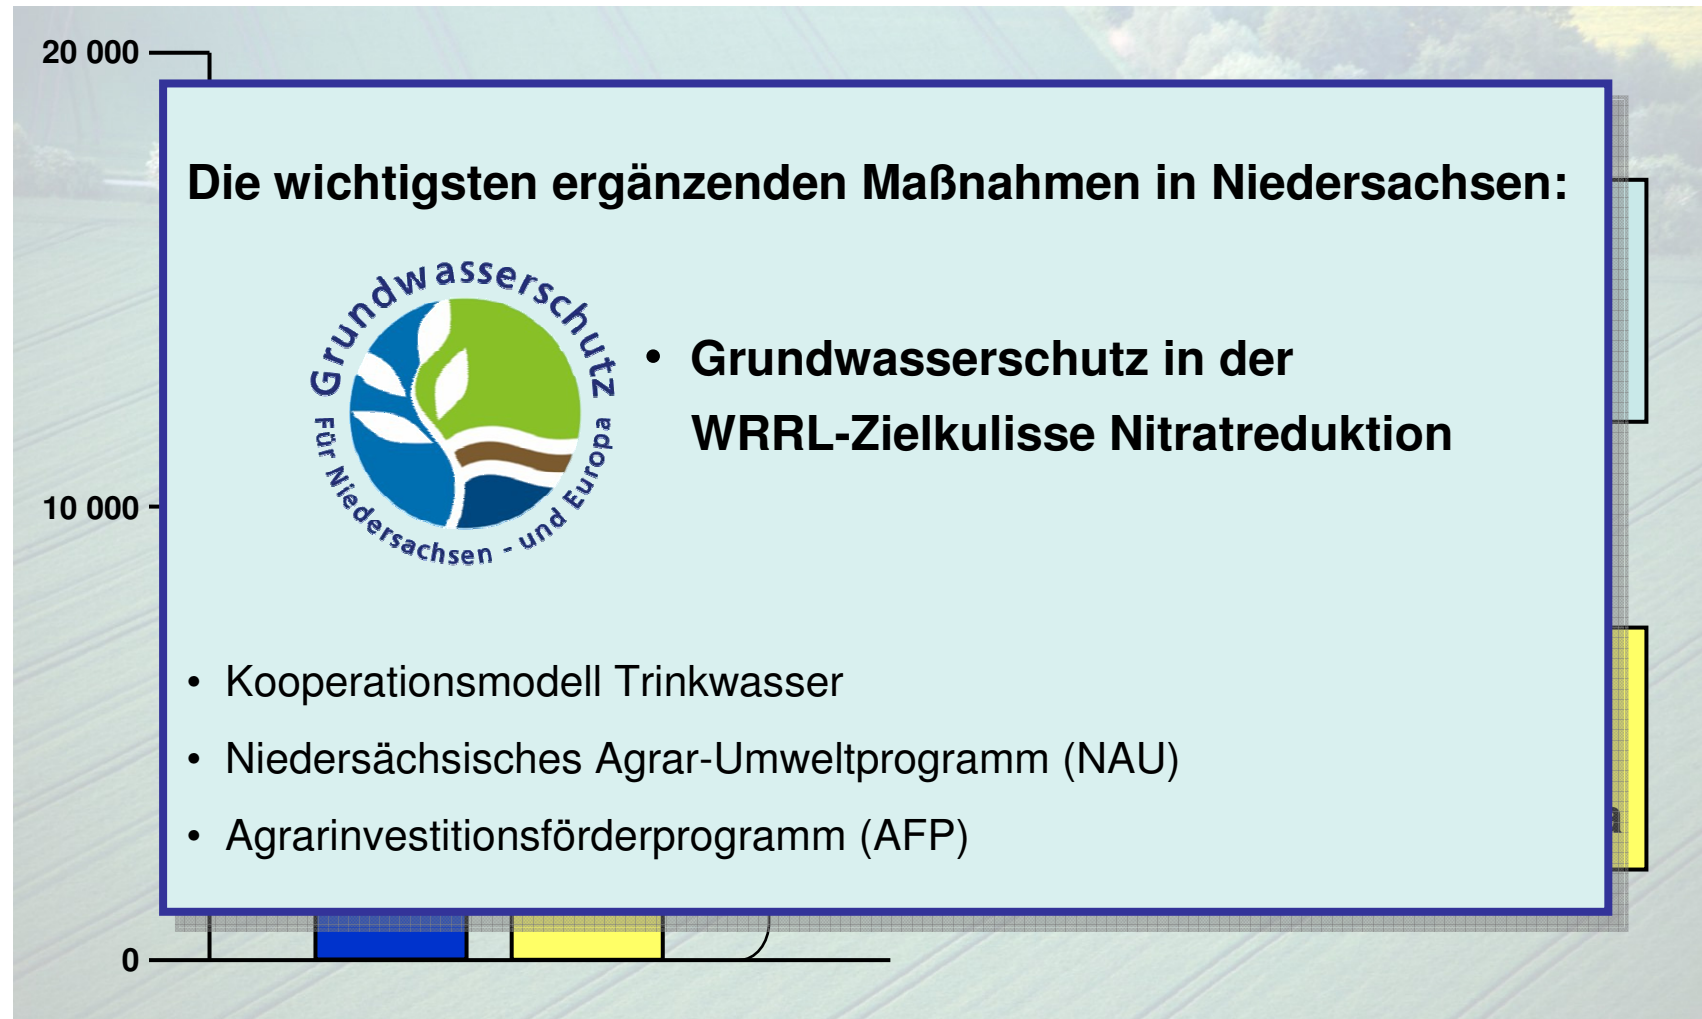 20 000
Die wichtigsten ergänzenden Maßnahmen in Niedersachsen:
Grundwasserschutz
Für Niedersachsen - und Europa
• Grundwasserschutz in der
WRRL-Zielkulisse Nitratreduktion
10 000
• Kooperationsmodell Trinkwasser
• Niedersächsisches Agrar-Umweltprogramm (NAU)
• Agrarinvestitionsförderprogramm (AFP)
0